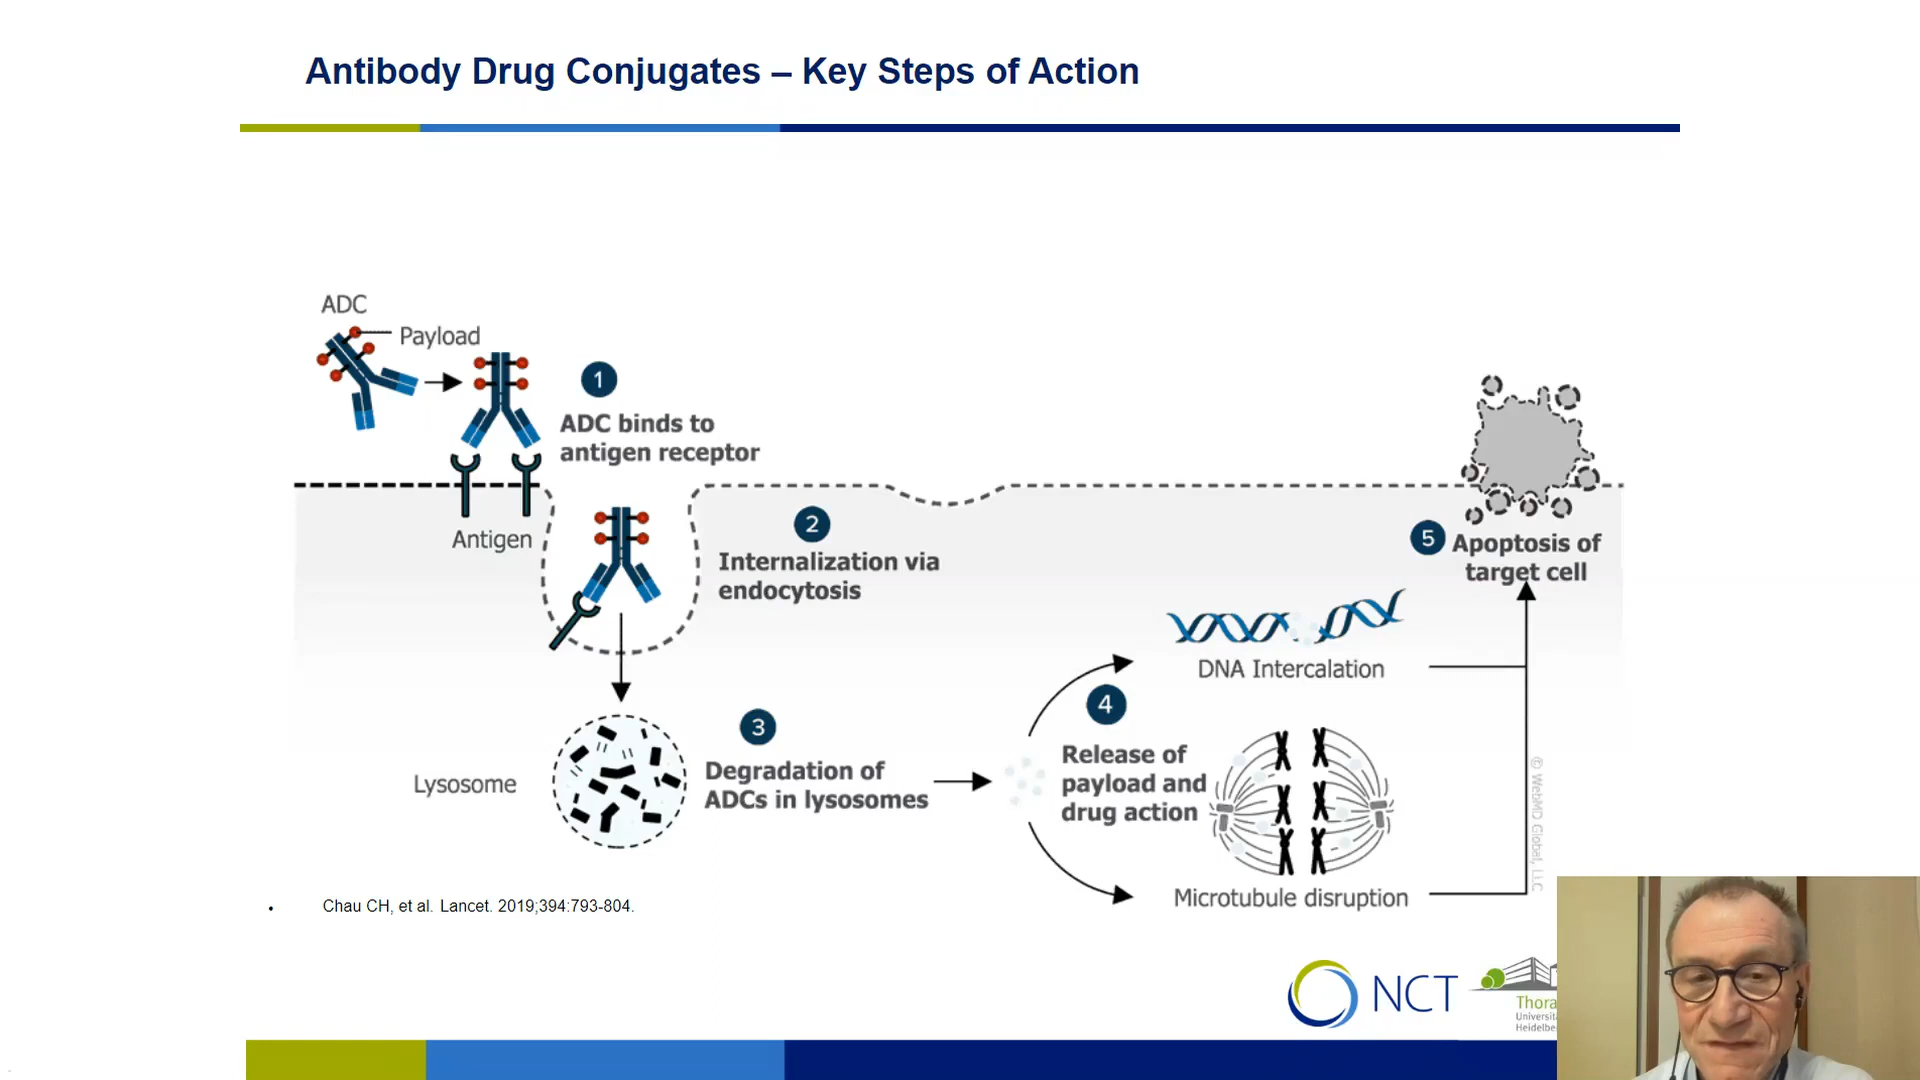 Antibody Drug Conjugates – Key Steps of Action
ADC
Payload
1
ADC binds to
antigen receptor
Antigen
2
Internalization via
endocytosis
5
Apoptosis of
target cell
DNA Intercalation
Lysosome
3
Degradation of
ADCs in lysosomes
4
Release of
payload and
drug action
Microtubule disruption
© WebMD Global, LLC
• Chau CH, et al. Lancet. 2019;394:793-804.
NCT
Thora
Universitä
Heidelbe